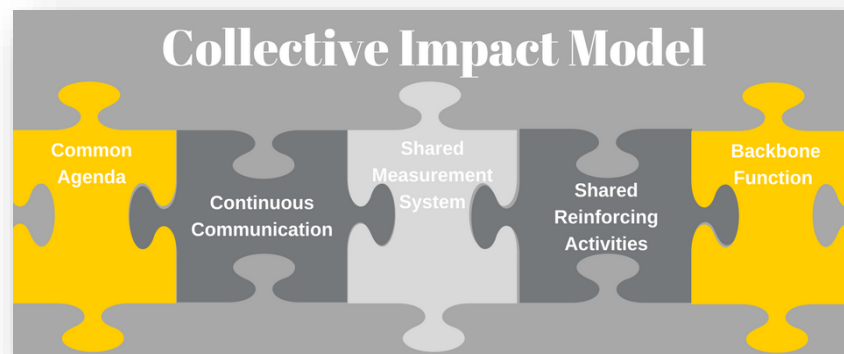 Collective Impact Model
Common
Agenda
Continuous
Communication
Shared
Measurement
System
Shared
Reinforcing
Activities
Backbone
Function